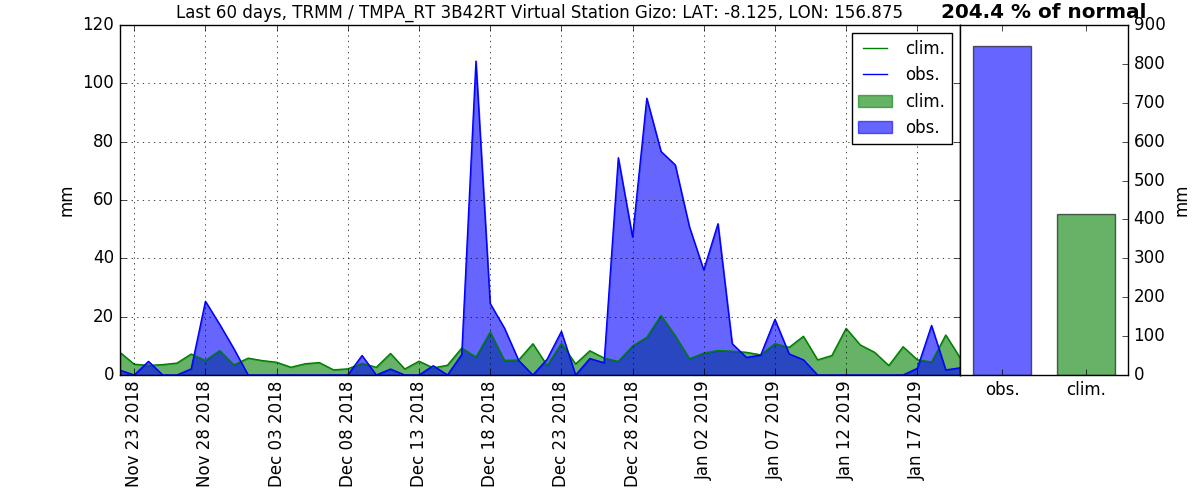 Last 60 days, TRMM / TMPA_RT 3B42RT Virtual Station Gizo: LAT: -8.125, LON: 156.875
204.4 % of normal
120
100
80
60
40
20
0
mm
clim.
obs.
clim.
obs.
Nov 23 2018
Nov 28 2018
Dec 03 2018
Dec 08 2018
Dec 13 2018
Dec 18 2018
Dec 23 2018
Dec 28 2018
Jan 02 2019
Jan 07 2019
Jan 12 2019
Jan 17 2019
900
800
700
600
500
400
300
200
100
0
mm
obs.
clim.